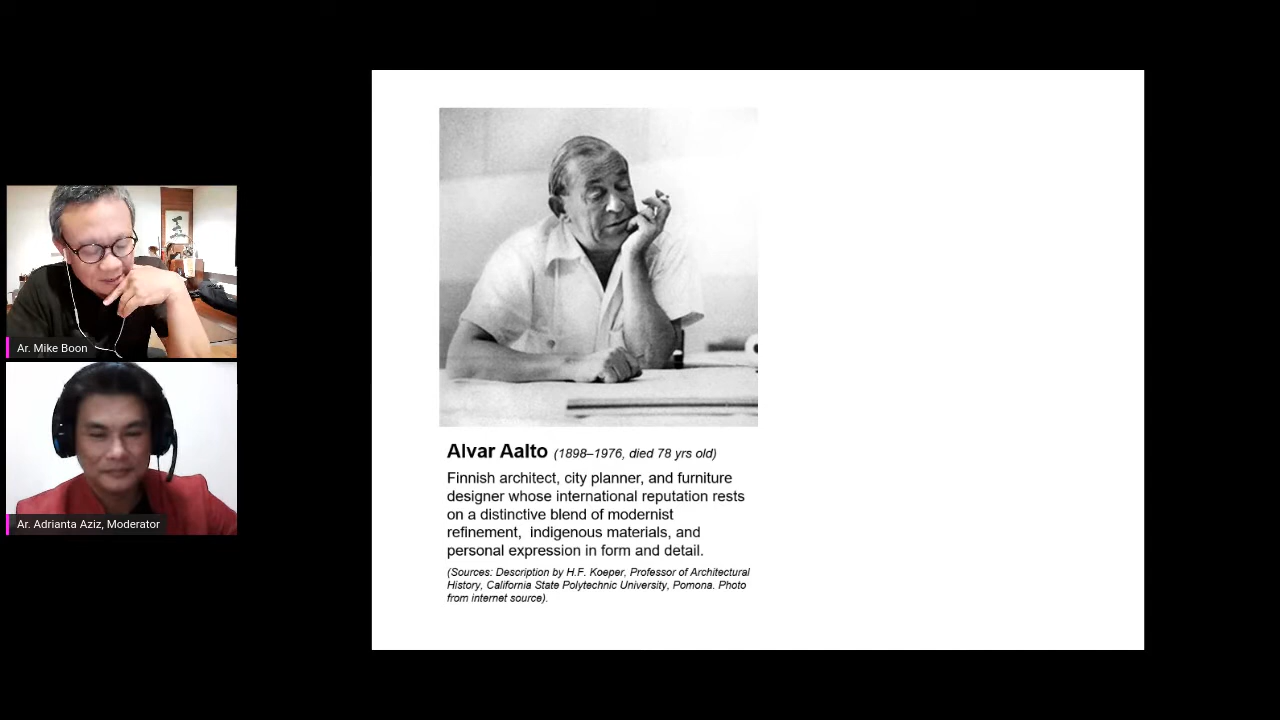 Ar. Mike Boon
Ar. Adrianta Aziz, Moderator
Alvar Aalto (1898–1976, died 78 yrs old)
Finnish architect, city planner, and furniture
designer whose international reputation rests
on a distinctive blend of modernist
refinement,  indigenous materials, and
personal expression in form and detail.
(Sources: Description by H.F. Koeper, Professor of Architectural
History, California State Polytechnic University, Pomona. Photo
from internet source).